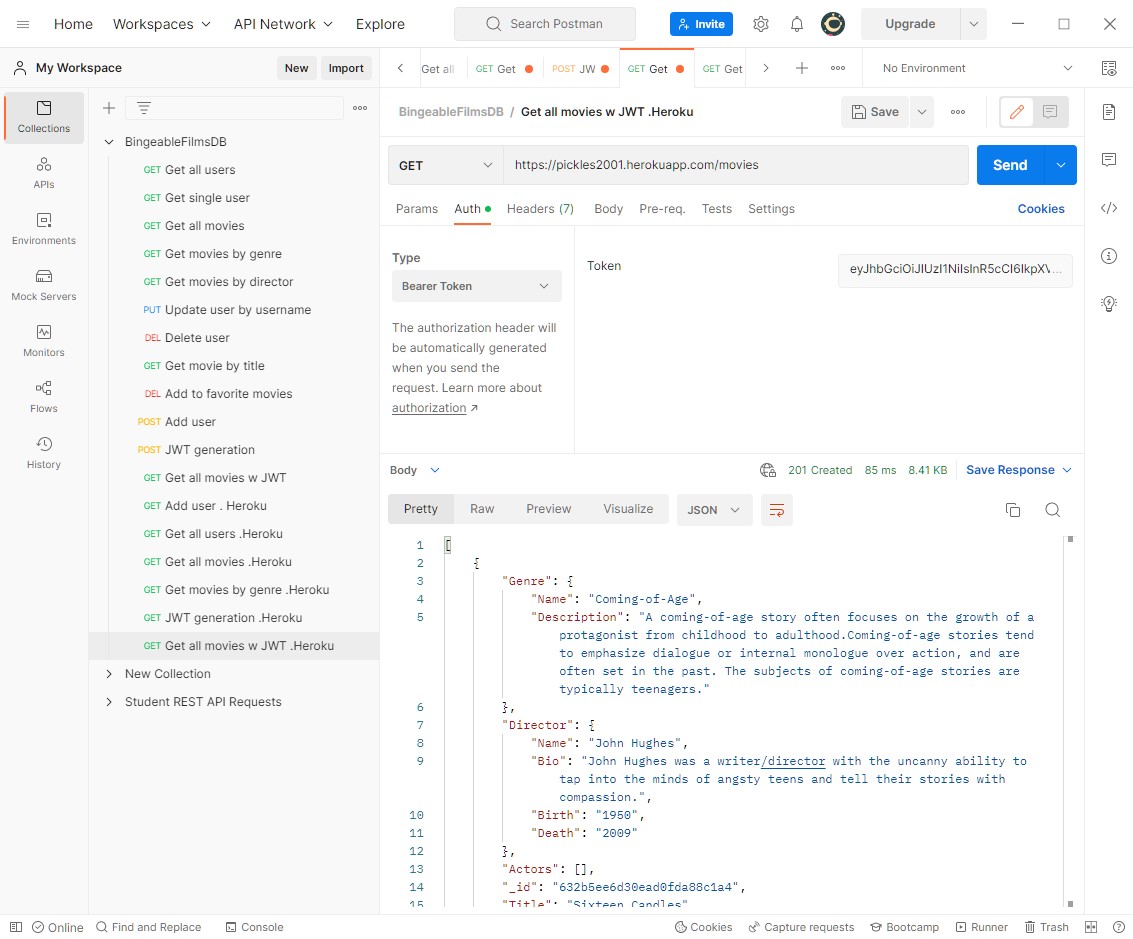 Home Workspaces API Network Explore Search Postman Invite Upgrade
My Workspace New Import
Get all GET Get POST JW GET Get GET Get No Environment
Collections
APIs
Environments
Mock Servers
Monitors
Flows
History
BingeableFilmsDB
GET Get all users
GET Get single user
GET Get all movies
GET Get movies by genre
GET Get movies by director
PUT Update user by username
DEL Delete user
GET Get movie by title
DEL Add to favorite movies
POST Add user
POST JWT generation
GET Get all movies w JWT
GET Add user . Heroku
GET Get all users .Heroku
GET Get all movies .Heroku
GET Get movies by genre .Heroku
GET JWT generation .Heroku
GET Get all movies w JWT .Heroku
New Collection
Student REST API Requests
BingeableFilmsDB / Get all movies w JWT .Heroku Save
GET https://pickles2001.herokuapp.com/movies Send
Params Auth Headers (7) Body Pre-req. Tests Settings Cookies
Type
Bearer Token
The authorization header will
be automatically generated
when you send the
request. Learn more about
authorization ↗
Token
Body 201 Created 85 ms 8.41 KB Save Response
Pretty Raw Preview Visualize JSON
1 [
2 {
3 "Genre": {
4 "Name": "Coming-of-Age",
5 "Description": "A coming-of-age story often focuses on the growth of a
protagonist from childhood to adulthood.Coming-of-age stories tend
to emphasize dialogue or internal monologue over action, and are
often set in the past. The subjects of coming-of-age stories are
typically teenagers."
6 },
7 "Director": {
8 "Name": "John Hughes",
9 "Bio": "John Hughes was a writer/director with the uncanny ability to
tap into the minds of angsty teens and tell their stories with
compassion.",
10 "Birth": "1950",
11 "Death": "2009"
12 },
13 "Actors": [],
14 "_id": "632b5ee6d30ead0fda88c1a4",
15 "Title": "Sixteen Candles"
Online Find and Replace Console Cookies Capture requests Bootcamp Runner Trash